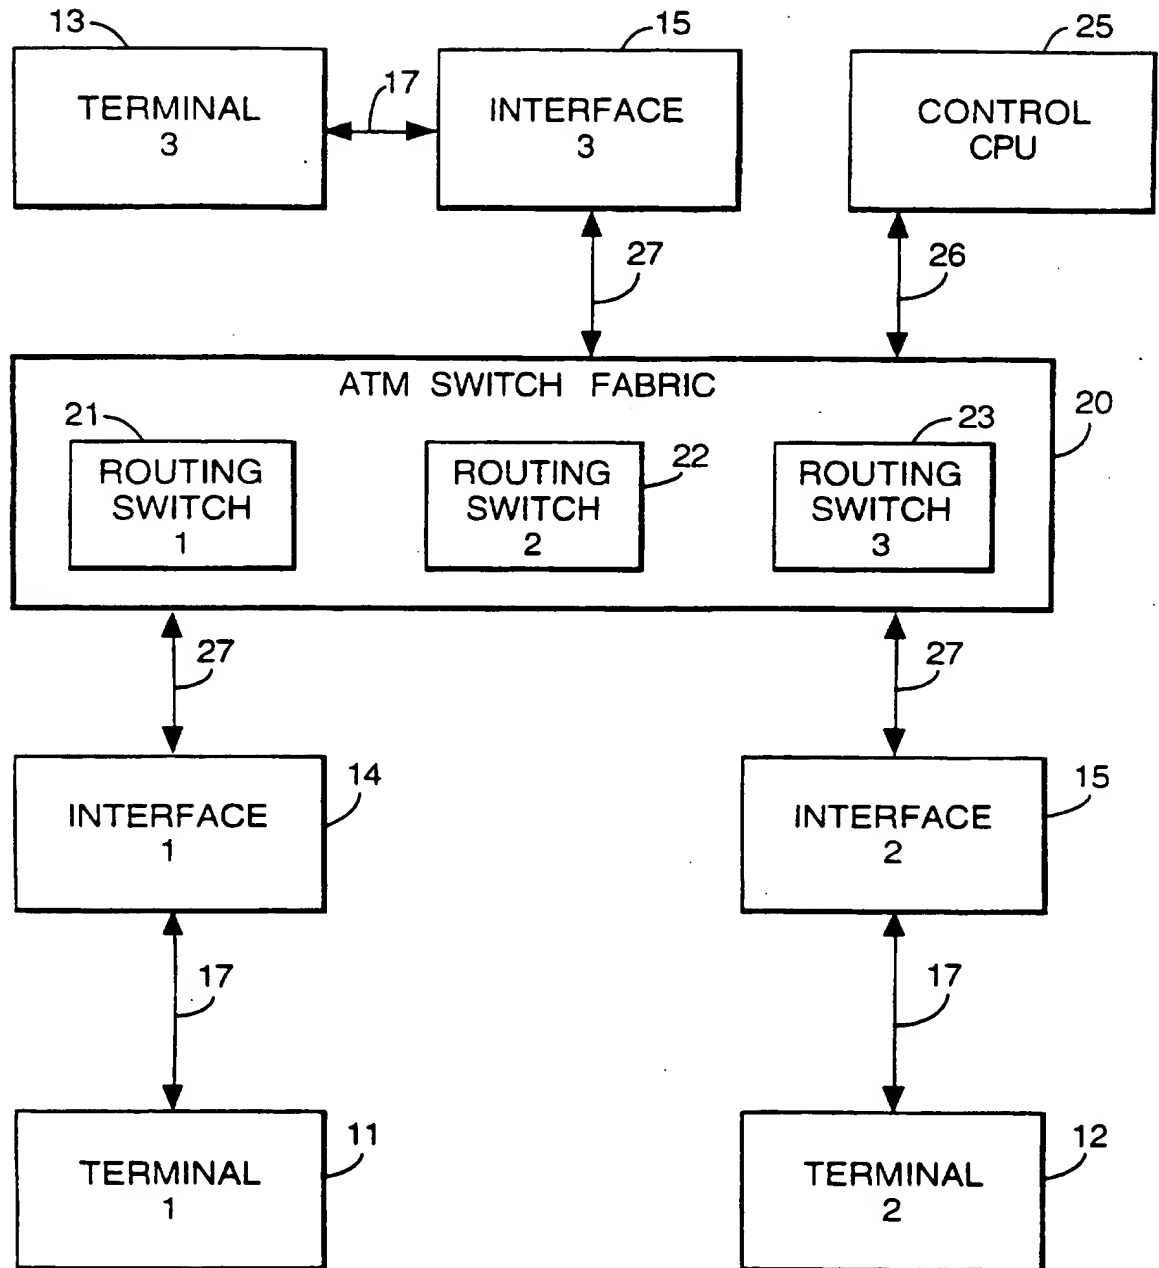 13
15
25
TERMINAL
3
17
INTERFACE
3
CONTROL
CPU
27
26
ATM SWITCH FABRIC
20
21
ROUTING
SWITCH
1
22
ROUTING
SWITCH
2
23
ROUTING
SWITCH
3
27
27
14
INTERFACE
1
15
INTERFACE
2
17
17
11
TERMINAL
1
12
TERMINAL
2